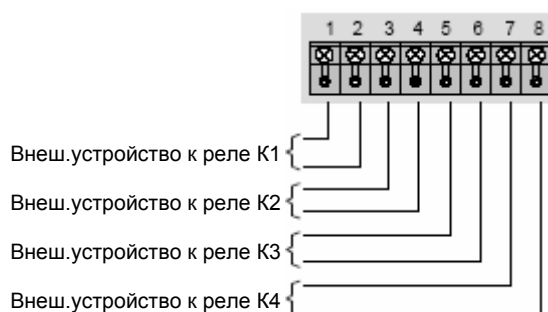 1 2 3 4 5 6 7 8
Внеш.устройство к реле К1
Внеш.устройство к реле К2
Внеш.устройство к реле К3
Внеш.устройство к реле К4